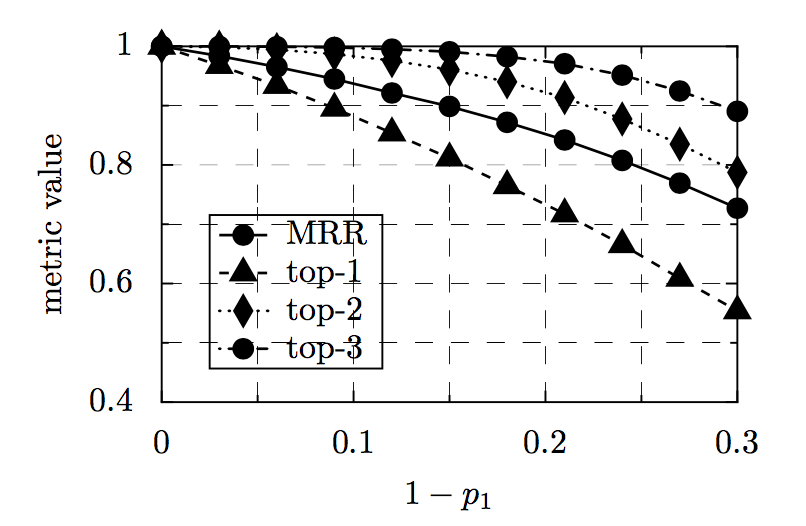 1
0.8
0.6
0.4
metric value
MRR
top-1
top-2
top-3
0 0.1 0.2 0.3
1 − p₁